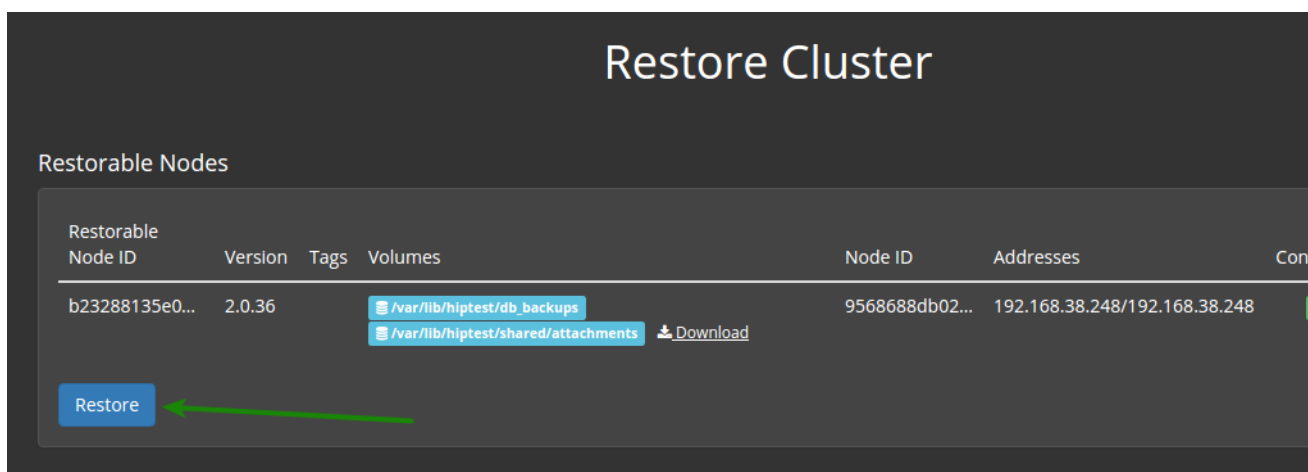 Restore Cluster
Restorable Nodes
Restorable
Node ID Version Tags Volumes Node ID Addresses Con
b23288135e0... 2.0.36 /var/lib/hiptest/db_backups 9568688db02... 192.168.38.248/192.168.38.248
/var/lib/hiptest/shared/attachments Download
Restore